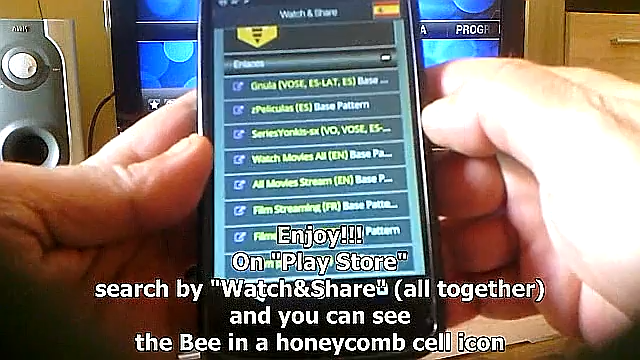 Watch & Share
PROGR
Enlaces
Gnula (VOSE, ES-LAT, ES) Base ...
zPeliculas (ES) Base Pattern
SeriesYonkis-sx (VO, VOSE, ES-...
Watch Movies All (EN) Base Pa...
All Movies Stream (EN) Base P...
Film Streaming (FR) Base Patte...
Pattern
Enjoy!!!
On "Play Store"
search by "Watch&Share" (all together)
and you can see
the Bee in a honeycomb cell icon